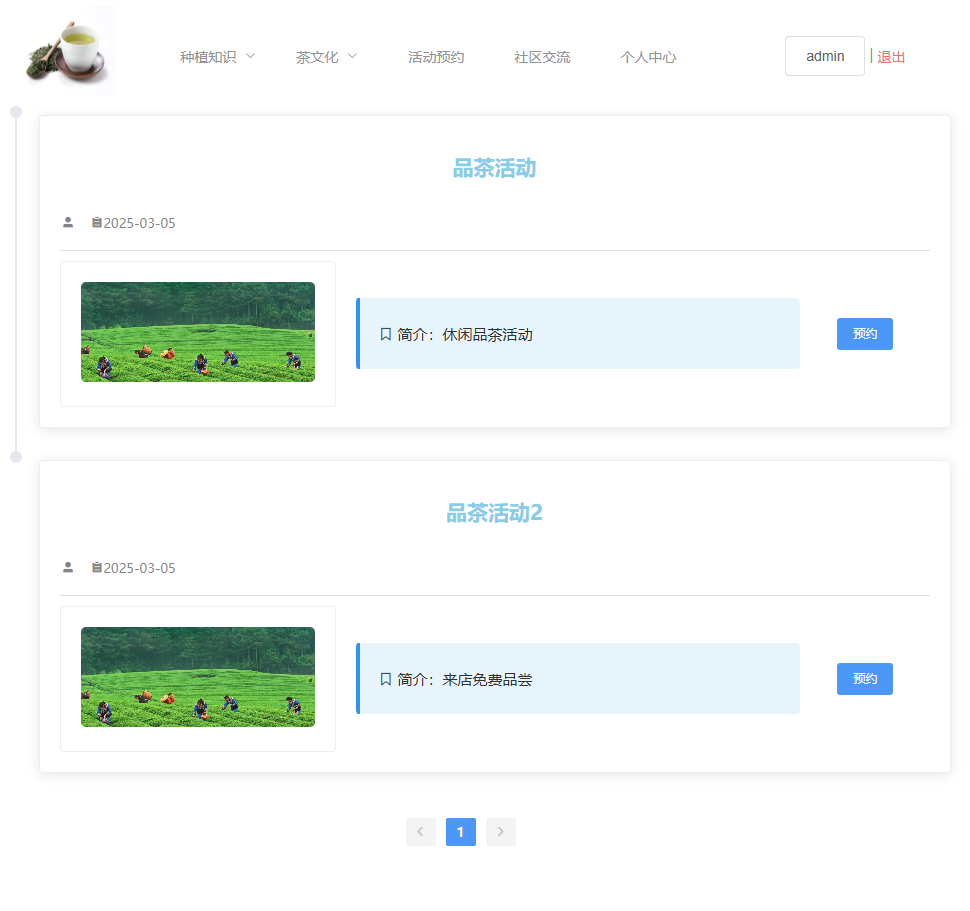 种植知识 茶文化 活动预约 社区交流 个人中心 admin | 退出
品茶活动
2025-03-05
简介：休闲品茶活动
预约
品茶活动2
2025-03-05
简介：来店免费品尝
预约
1